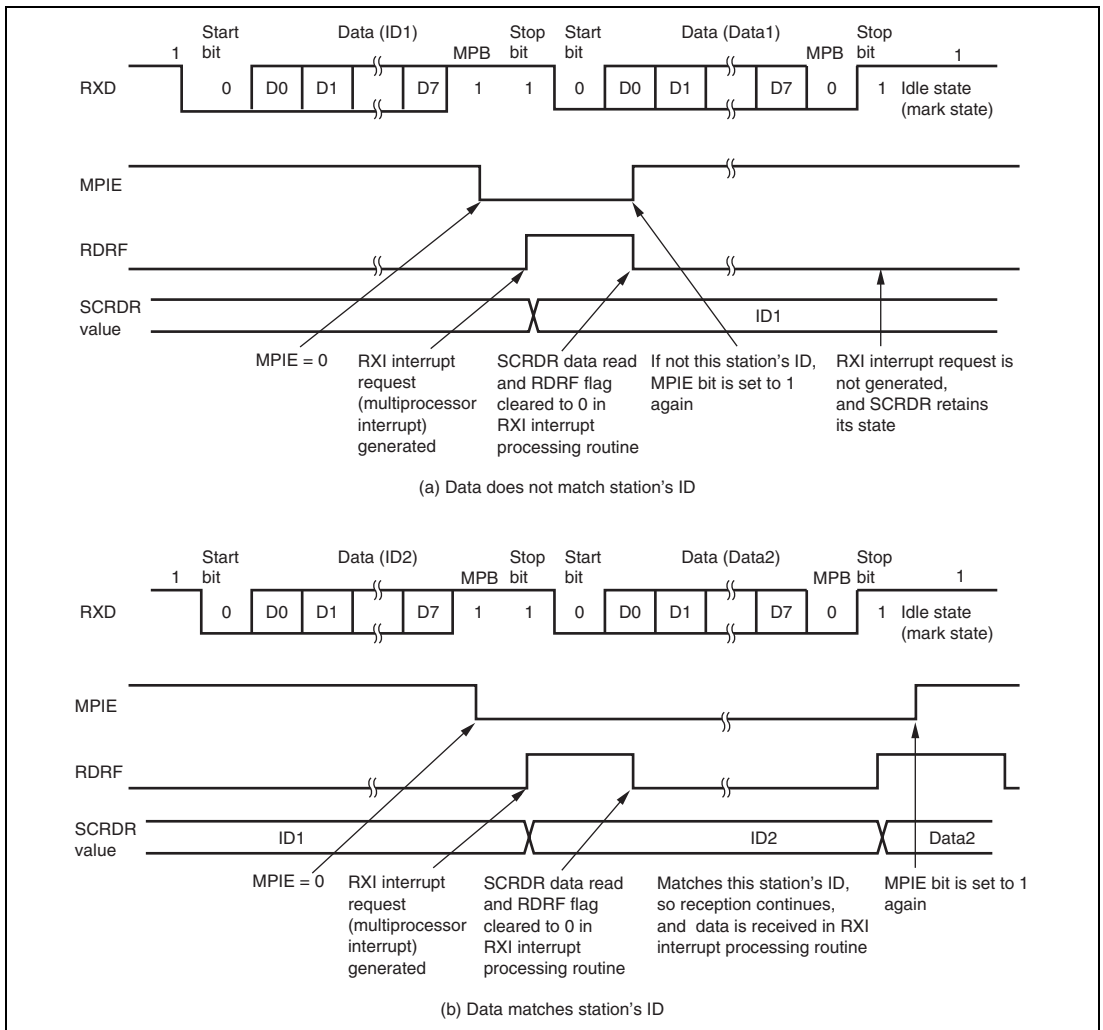 Start
bit
Data (ID1)
Stop
bit
Start
bit
Data (Data1)
Stop
bit
1
MPB
MPB
1
RXD
0
D0
D1
D7
1
1
0
D0
D1
D7
0
1
Idle state
(mark state)
MPIE
RDRF
SCRDR
value
ID1
MPIE = 0
RXI interrupt
request
(multiprocessor
interrupt)
generated
SCRDR data read
and RDRF flag
cleared to 0 in
RXI interrupt
processing routine
If not this station's ID,
MPIE bit is set to 1
again
RXI interrupt request is
not generated,
and SCRDR retains
its state
(a) Data does not match station's ID
Start
bit
Data (ID2)
Stop
bit
Start
bit
Data (Data2)
Stop
bit
1
MPB
MPB
1
RXD
0
D0
D1
D7
1
1
0
D0
D1
D7
0
1
Idle state
(mark state)
MPIE
RDRF
SCRDR
value
ID1
ID2
Data2
MPIE = 0
RXI interrupt
request
(multiprocessor
interrupt)
generated
SCRDR data read
and RDRF flag
cleared to 0 in
RXI interrupt
processing routine
Matches this station's ID,
so reception continues,
and data is received in RXI
interrupt processing routine
MPIE bit is set to 1
again
(b) Data matches station's ID